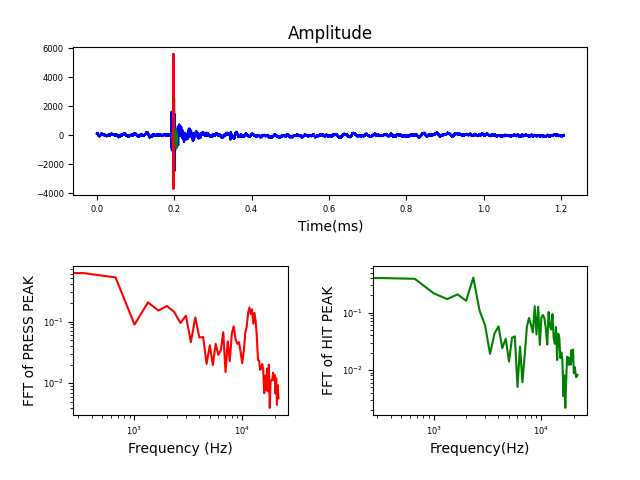 Amplitude
6000
4000
2000
0
−2000
−4000
0.0 0.2 0.4 0.6 0.8 1.0 1.2
Time(ms)
FFT of PRESS PEAK
10⁻¹
10⁻²
10³ 10⁴
Frequency (Hz)
FFT of HIT PEAK
10⁻¹
10⁻²
10³ 10⁴
Frequency(Hz)